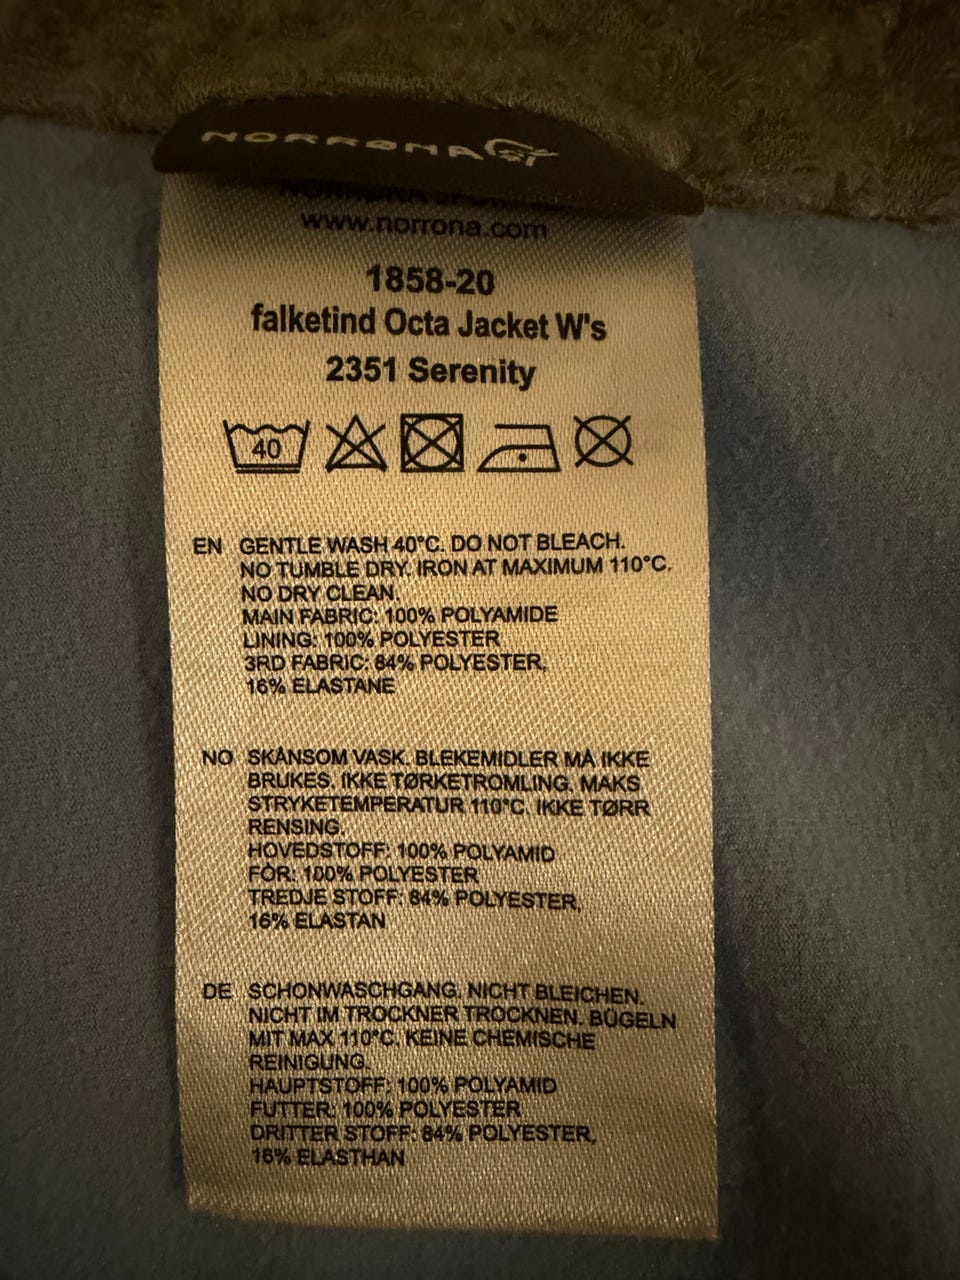 NORRØNA
NORRØNA
www.norrona.com
1858-20
falketind Octa Jacket W's
2351 Serenity
40
EN GENTLE WASH 40°C. DO NOT BLEACH.
NO TUMBLE DRY. IRON AT MAXIMUM 110°C.
NO DRY CLEAN.
MAIN FABRIC: 100% POLYAMIDE
LINING: 100% POLYESTER
3RD FABRIC: 84% POLYESTER,
16% ELASTANE
NO SKÅNSOM VASK. BLEKEMIDLER MÅ IKKE
BRUKES. IKKE TØRKETROMLING. MAKS
STRYKETEMPERATUR 110°C. IKKE TØRR
RENSING.
HOVEDSTOFF: 100% POLYAMID
FÔR: 100% POLYESTER
TREDJE STOFF: 84% POLYESTER,
16% ELASTAN
DE SCHONWASCHGANG. NICHT BLEICHEN.
NICHT IM TROCKNER TROCKNEN. BÜGELN
MIT MAX 110°C. KEINE CHEMISCHE
REINIGUNG.
HAUPTSTOFF: 100% POLYAMID
FUTTER: 100% POLYESTER
DRITTER STOFF: 84% POLYESTER,
16% ELASTHAN